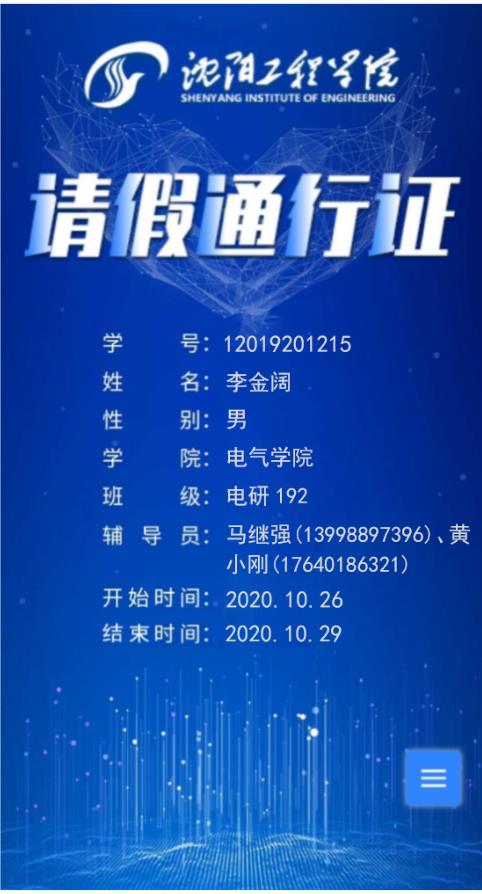 沈阳工程学院
SHENYANG INSTITUTE OF ENGINEERING
请假通行证
学 号：12019201215
姓 名：李金阔
性 别：男
学 院：电气学院
班 级：电研192
辅 导 员：马继强(13998897396)、黄
小刚(17640186321)
开始时间：2020.10.26
结束时间：2020.10.29